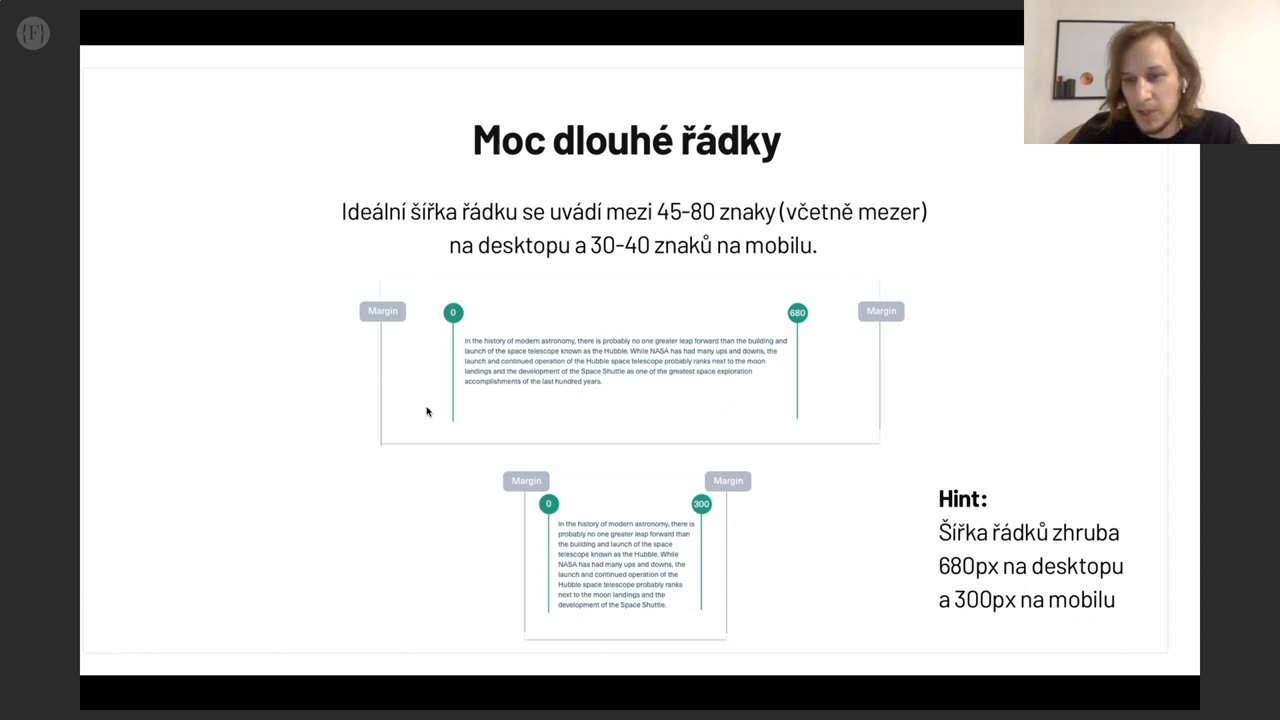 {F}
Moc dlouhé řádky
Ideální šířka řádku se uvádí mezi 45-80 znaky (včetně mezer)
na desktopu a 30-40 znaků na mobilu.
Margin
0
680
Margin
In the history of modern astronomy, there is probably no one greater leap forward than the building and
launch of the space telescope known as the Hubble. While NASA has had many ups and downs, the
launch and continued operation of the Hubble space telescope probably ranks next to the moon
landings and the development of the Space Shuttle as one of the greatest space exploration
accomplishments of the last hundred years.
Margin
Margin
0
300
In the history of modern astronomy, there is
probably no one greater leap forward than
the building and launch of the space
telescope known as the Hubble. While
NASA has had many ups and downs, the
launch and continued operation of the
Hubble space telescope probably ranks
next to the moon landings and the
development of the Space Shuttle.
Hint:
Šířka řádků zhruba
680px na desktopu
a 300px na mobilu